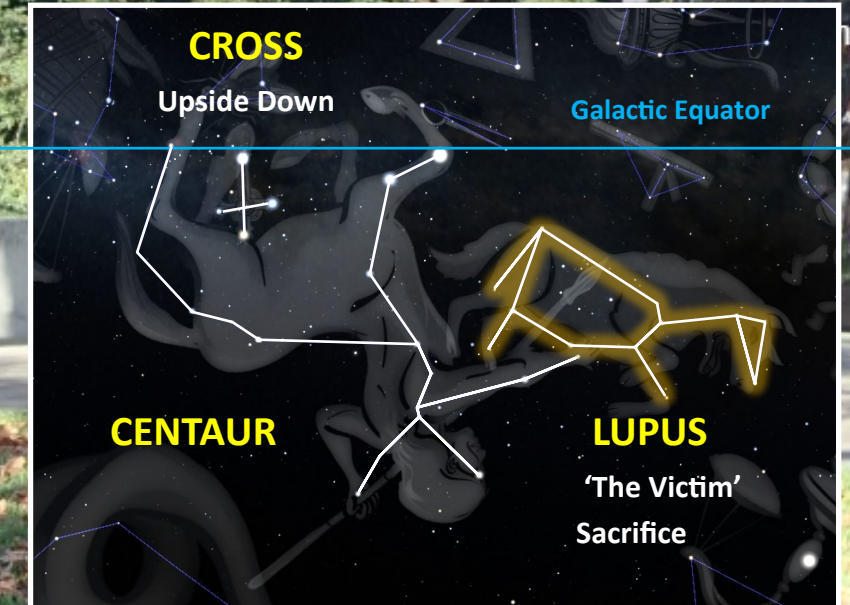 CROSS
Upside Down
Galactic Equator
CENTAUR
LUPUS
‘The Victim’
Sacrifice